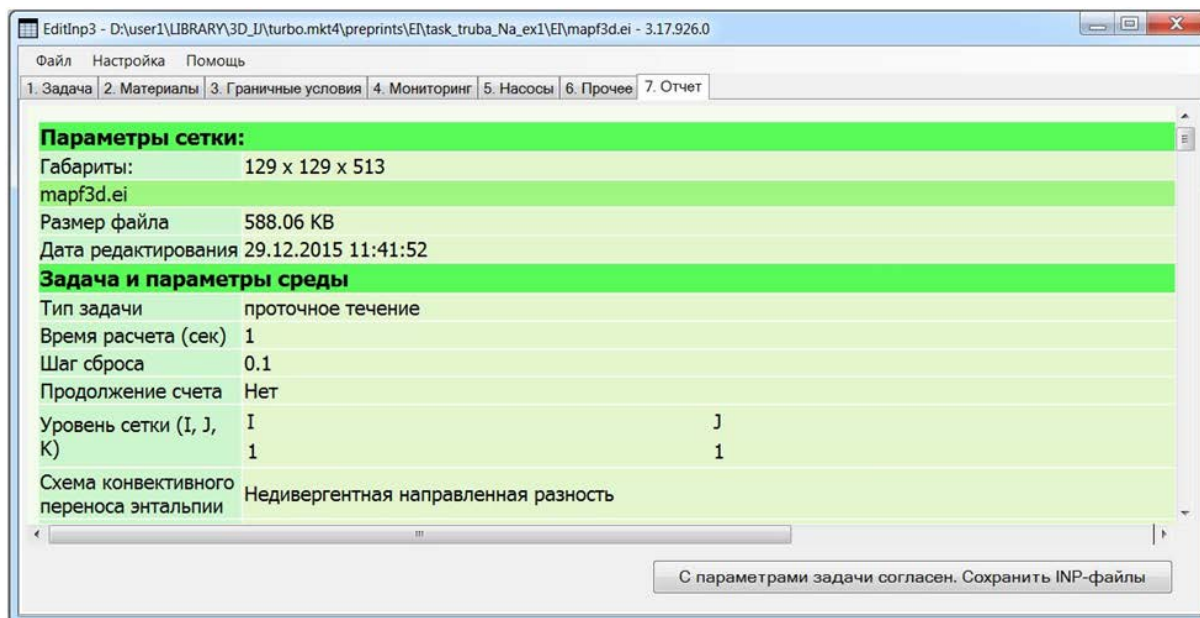 EditInp3 - D:\user1\LIBRARY\3D_IJ\turbo.mkt4\preprints\EI\task_truba_Na_ex1\EI\mapf3d.ei - 3.17.926.0
Файл Настройка Помощь
1. Задача 2. Материалы 3. Граничные условия 4. Мониторинг 5. Насосы 6. Прочее 7. Отчет
Параметры сетки:
Габариты: 129 x 129 x 513
mapf3d.ei
Размер файла 588.06 KB
Дата редактирования 29.12.2015 11:41:52
Задача и параметры среды
Тип задачи проточное течение
Время расчета (сек) 1
Шаг сброса 0.1
Продолжение счета Нет
Уровень сетки (I, J, I J
K) 1 1
Схема конвективного
переноса энтальпии Недивергентная направленная разность
С параметрами задачи согласен. Сохранить INP-файлы